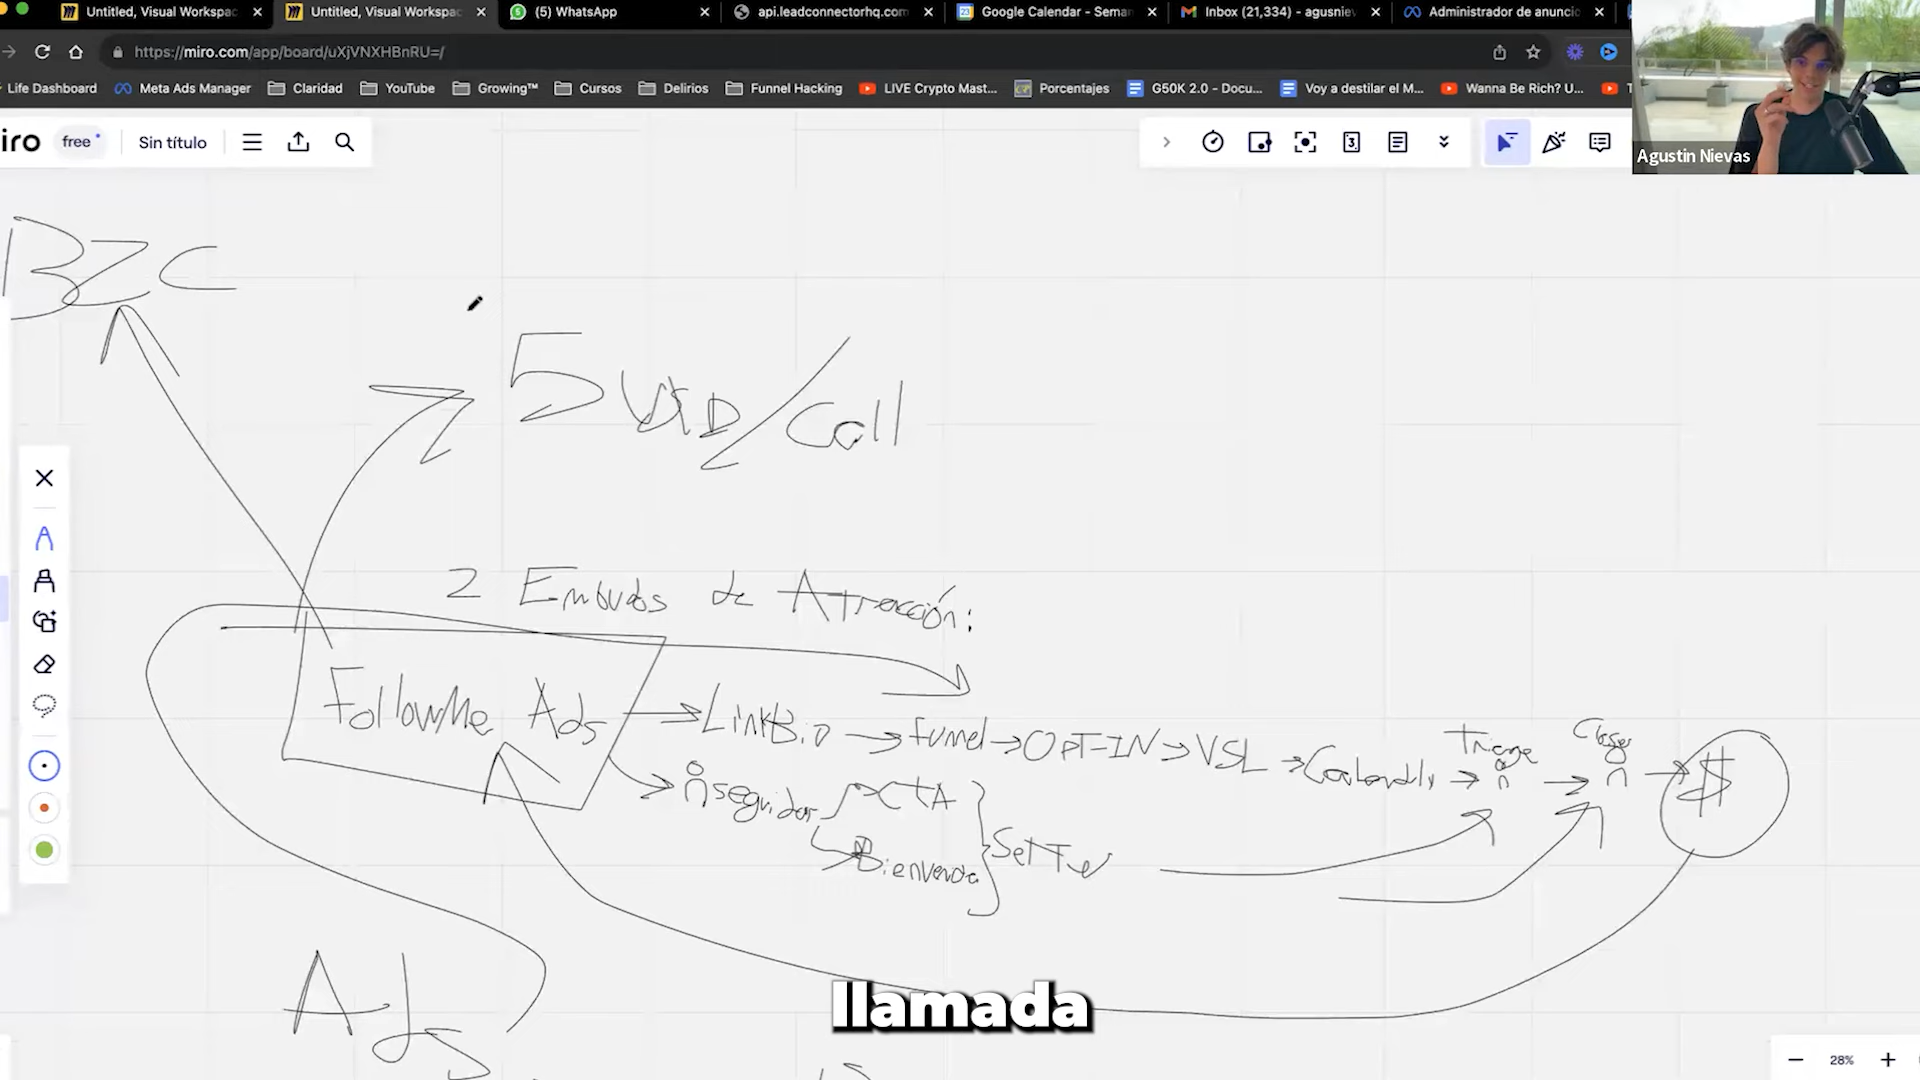 Untitled, Visual Workspac
Untitled, Visual Workspac
(5) WhatsApp
api.leadconnectorhq.com
Google Calendar - Seman
Inbox (21,334) - agusniev
Administrador de anuncio
https://miro.com/app/board/uXjVNXHBnRU=/
Life Dashboard
Meta Ads Manager
Claridad
YouTube
Growing™
Cursos
Delirios
Funnel Hacking
LIVE Crypto Mast...
Porcentajes
G50K 2.0 - Docu...
Voy a destilar el M...
Wanna Be Rich? U...
iro
free
Sin título
Agustin Nievas
B2C
5 USD/Call
2 Embudos de Atracción:
FollowMe Ads
LinkBio
Funnel
OPT-IN
VSL
Calendly
Triage
Closer
$
seguidor
CTA
Bienvenida
Setter
Ads
llamada
28%